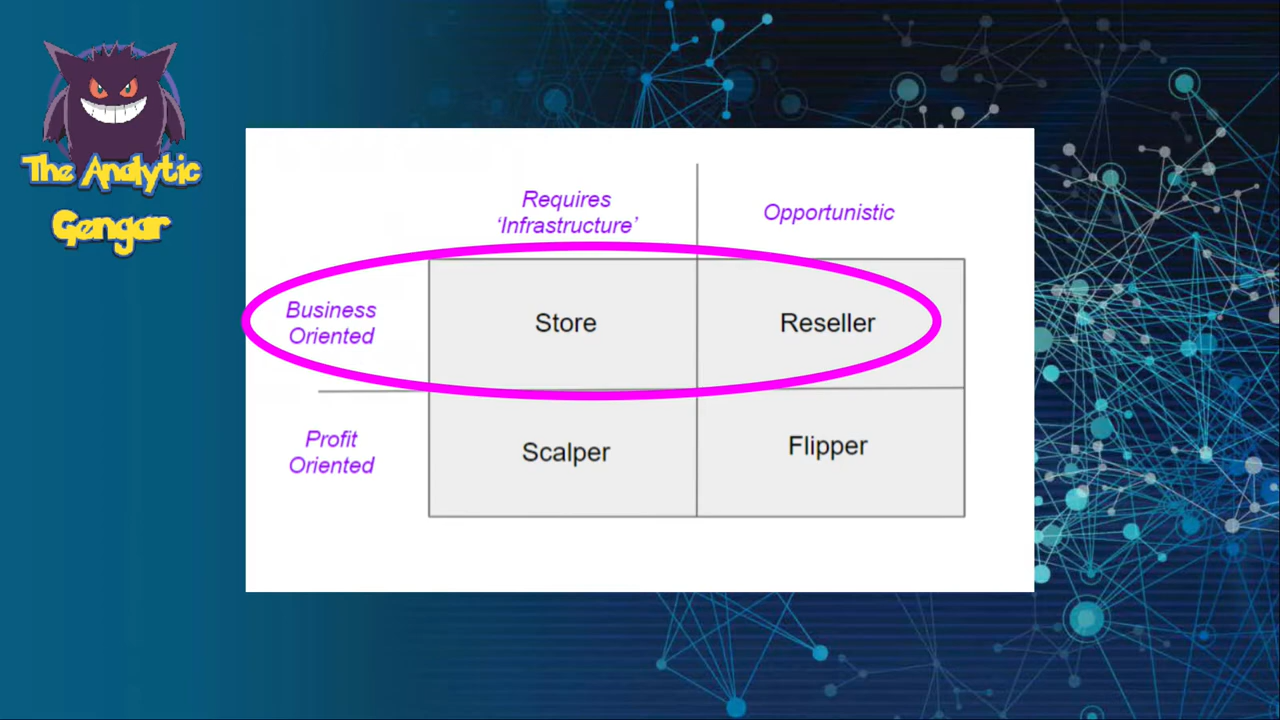 The Analytic
Gengar
Requires
'Infrastructure'
Opportunistic
Business
Oriented
Store
Reseller
Profit
Oriented
Scalper
Flipper